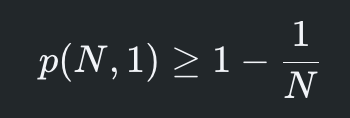 p(N, 1) ≥ 1 − 1/N